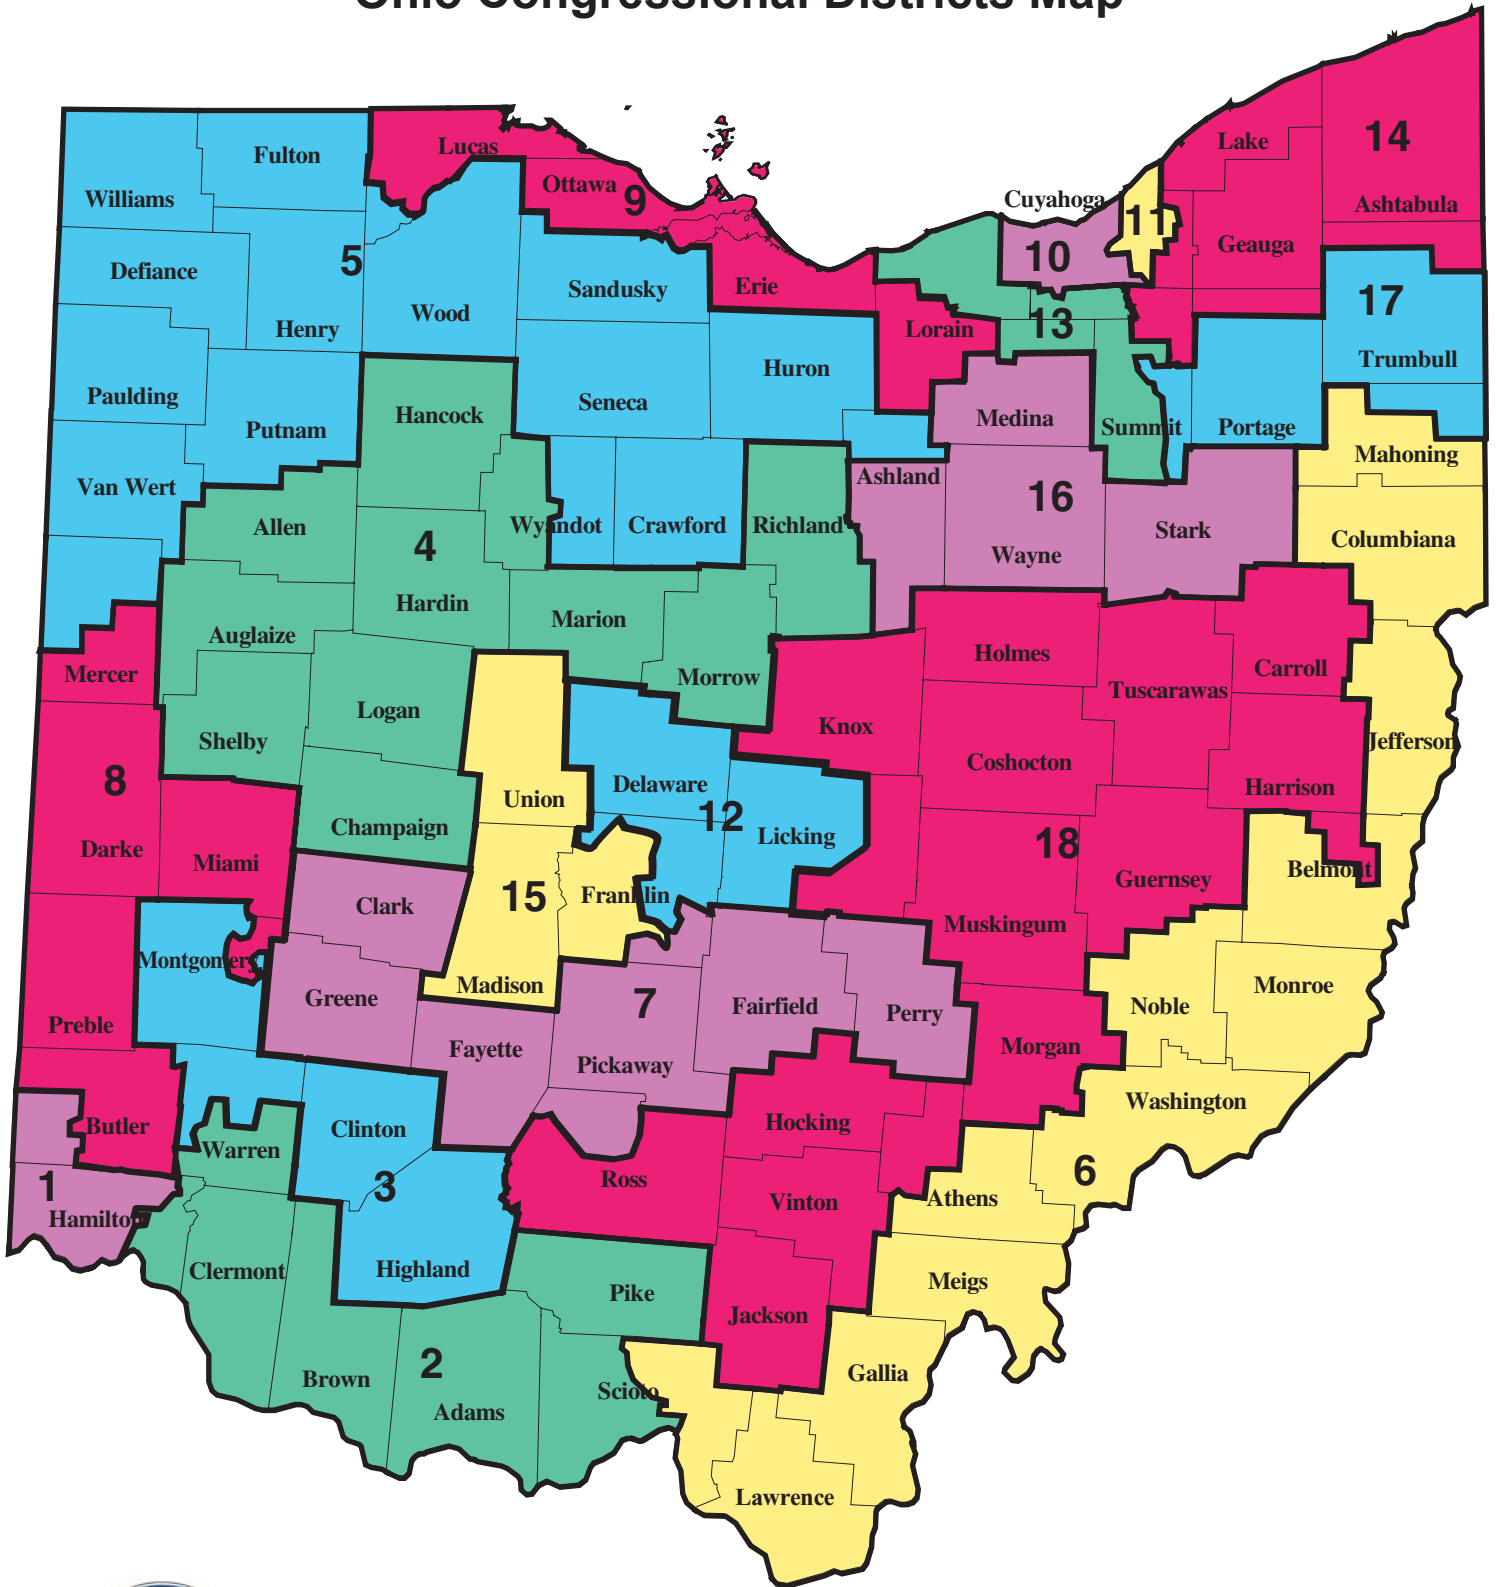 Ohio Congressional Districts Map
14
Lake
Lucas
Fulton
Ottawa
9
Williams
Cuyahoga
Ashtabula
11
Geauga
10
5
Defiance
Sandusky
Erie
17
Wood
Henry
Lorain
13
Trumbull
Huron
Paulding
Seneca
Hancock
Medina
Putnam
Summit
Portage
Mahoning
Ashland
Van Wert
16
Allen
Wyandot
Crawford
Richland
Stark
Columbiana
4
Wayne
Hardin
Marion
Auglaize
Holmes
Mercer
Morrow
Carroll
Tuscarawas
Logan
Knox
Shelby
Jefferson
Coshocton
8
Delaware
Harrison
Union
12
Champaign
Licking
18
Darke
Miami
Belmont
Guernsey
15
Franklin
Clark
Muskingum
Montgomery
Madison
Monroe
Greene
7
Fairfield
Noble
Perry
Preble
Fayette
Morgan
Pickaway
Washington
Butler
Hocking
Clinton
Warren
6
Ross
1
3
Vinton
Athens
Hamilton
Clermont
Highland
Meigs
Pike
Jackson
2
Gallia
Brown
Scioto
Adams
Lawrence